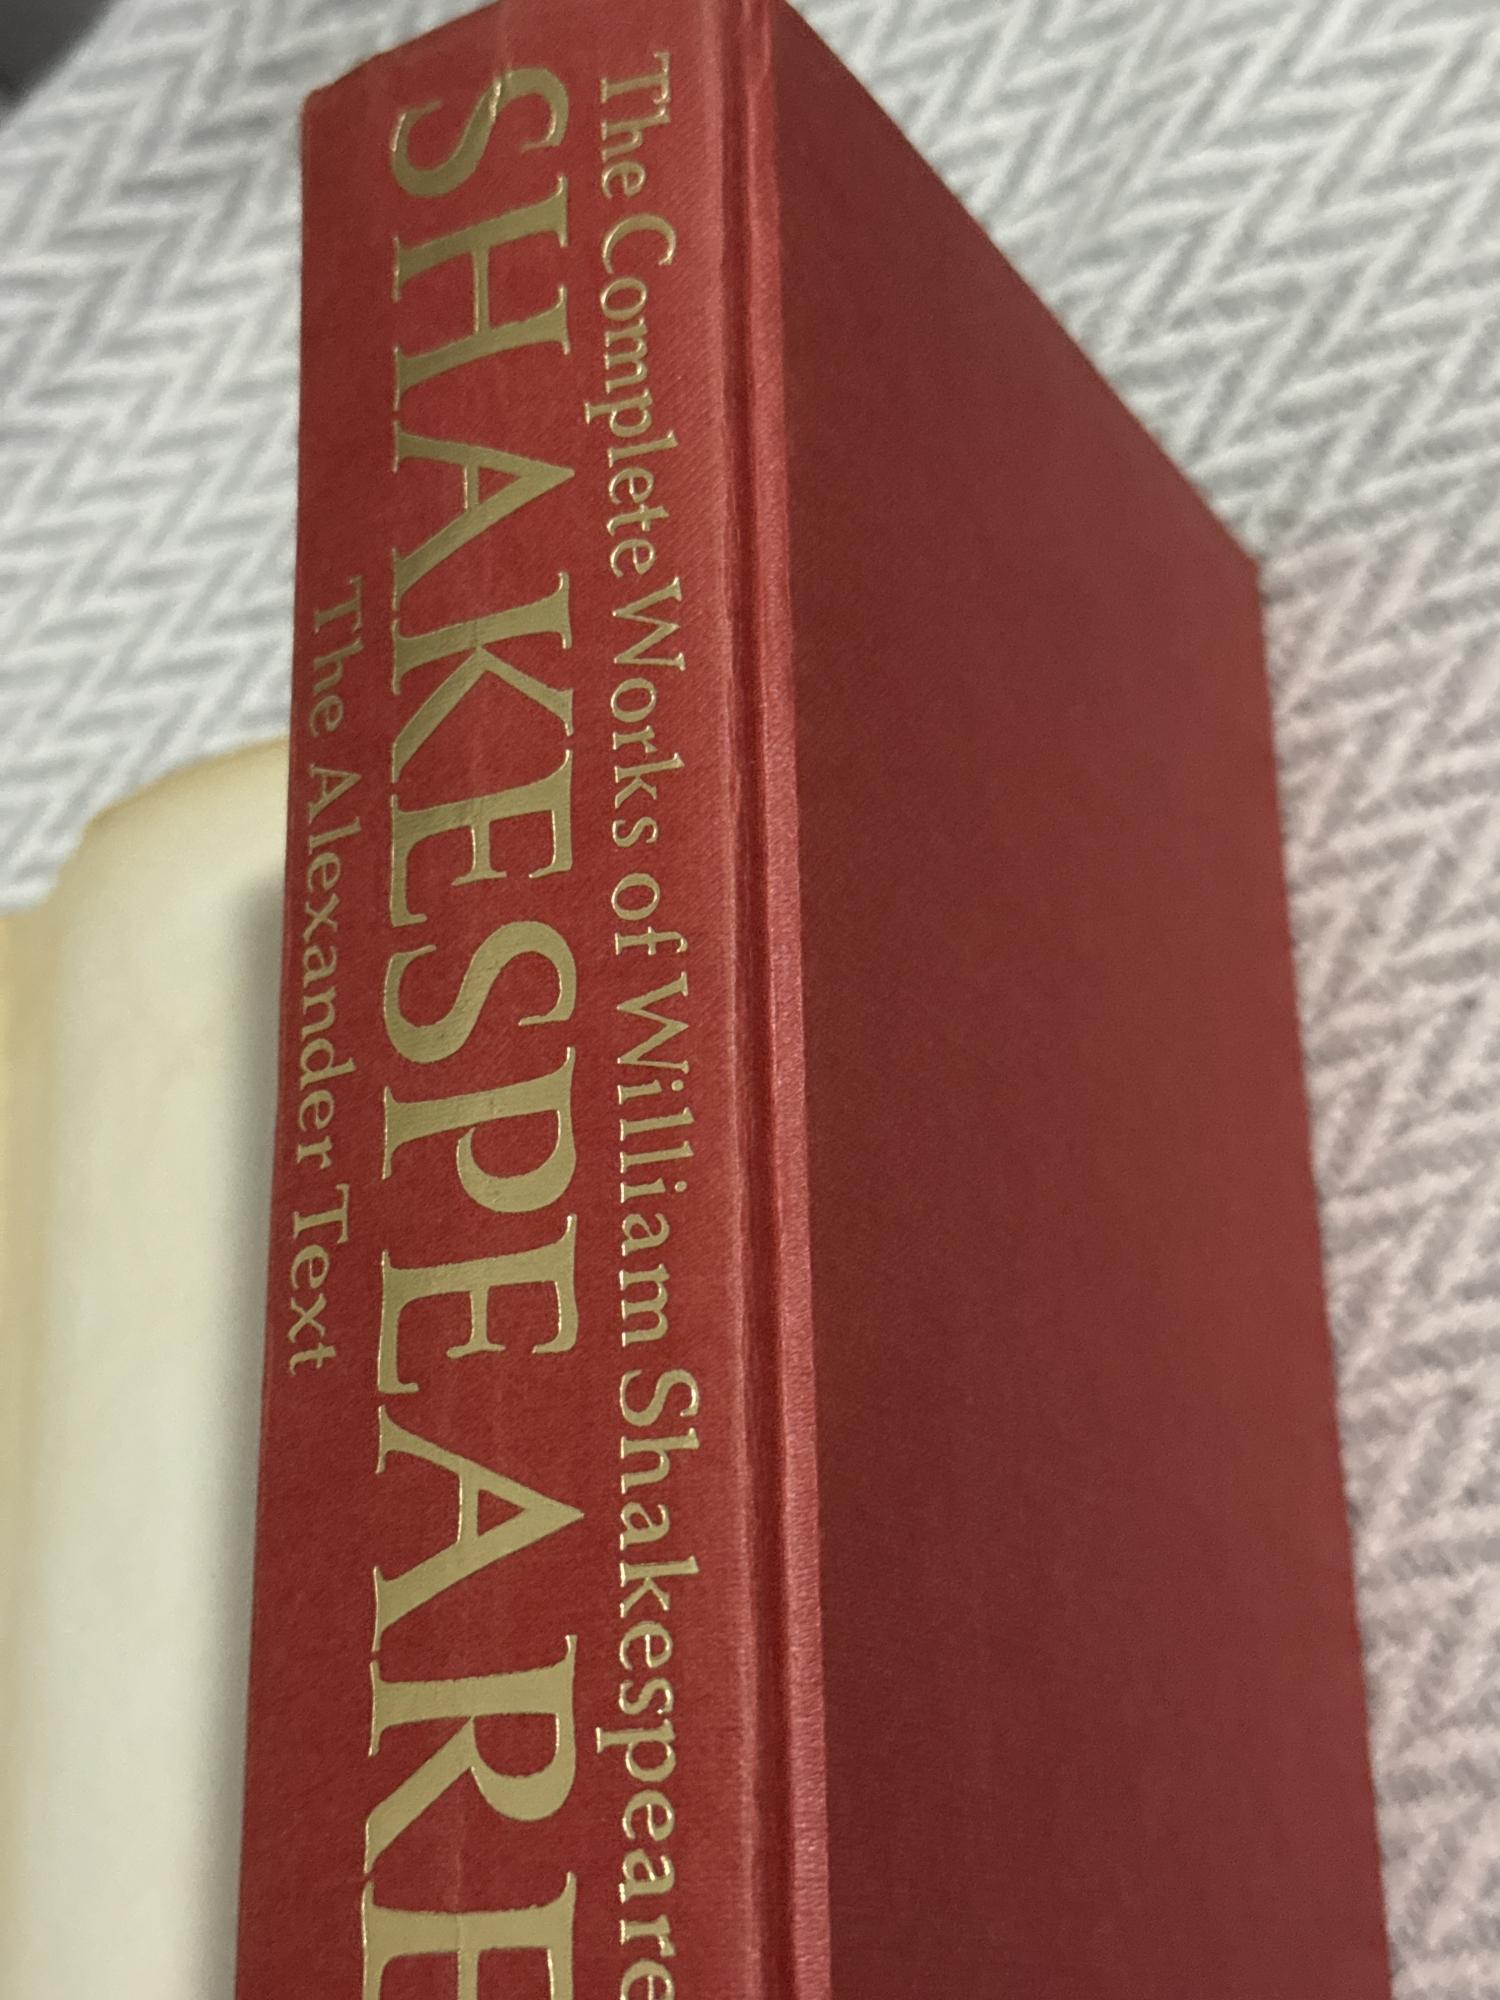 The Complete Works of William Shakespeare
SHAKESPEARE
The Alexander Text